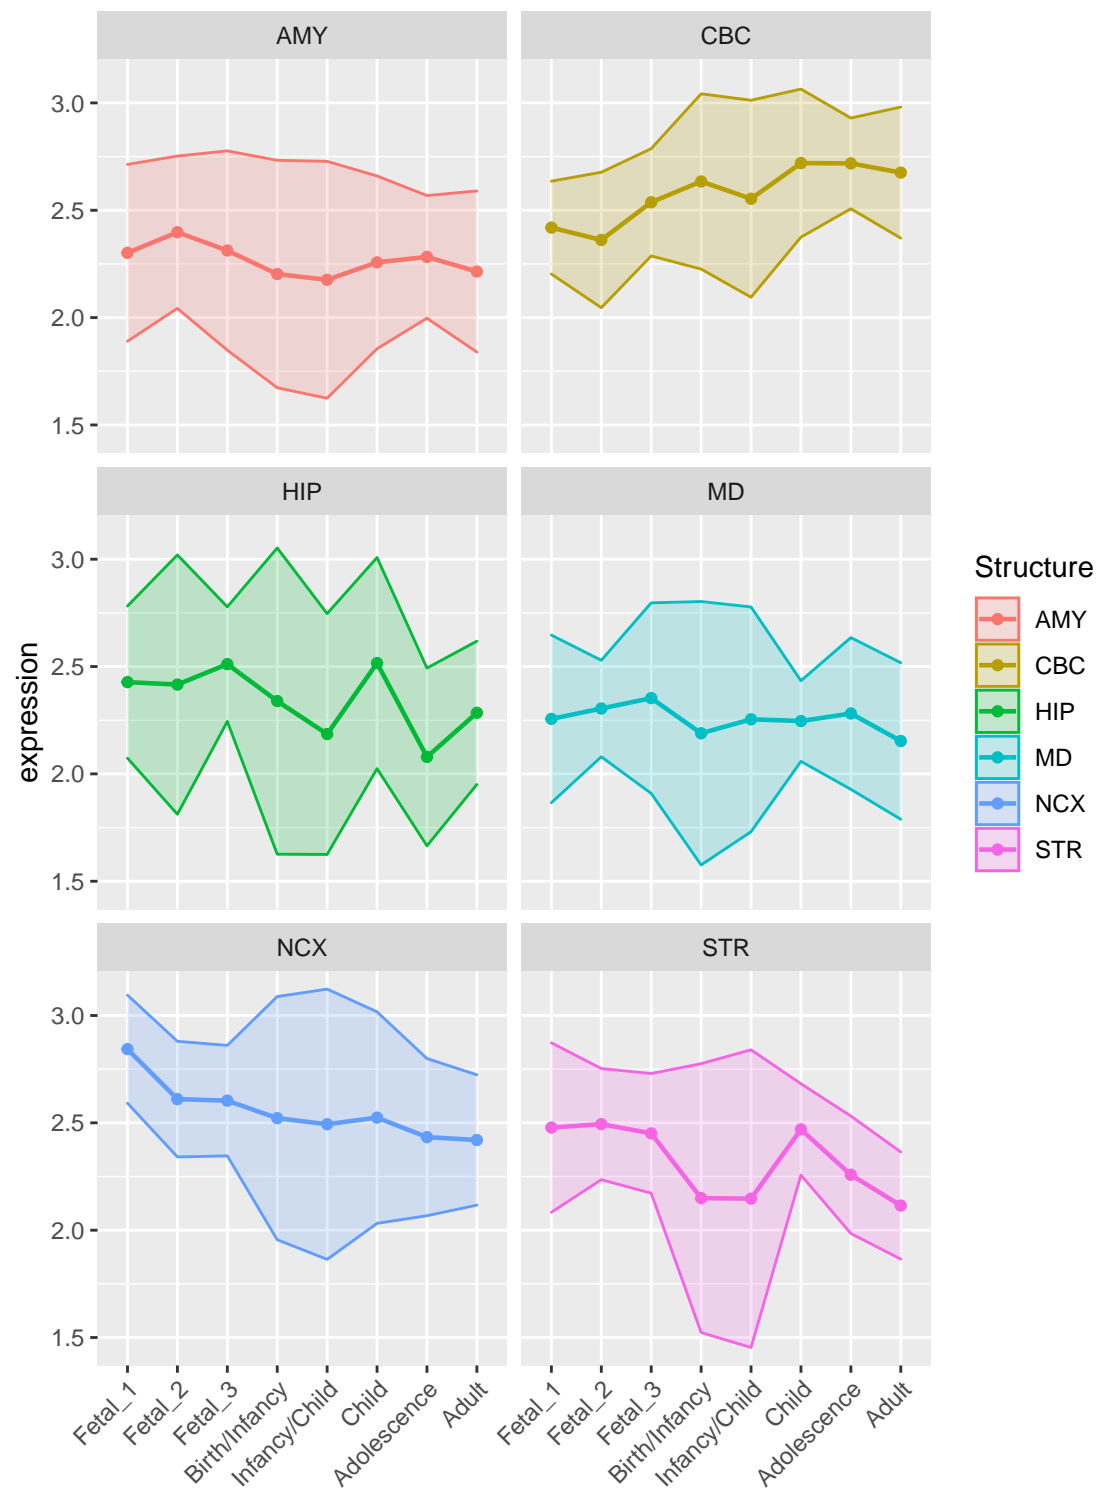 AMY
CBC
3.0
2.5
2.0
1.5
HIP
MD
3.0
2.5
2.0
1.5
expression
NCX
STR
3.0
2.5
2.0
1.5
Fetal_1
Fetal_2
Fetal_3
Birth/Infancy
Infancy/Child
Child
Adolescence
Adult
Fetal_1
Fetal_2
Fetal_3
Birth/Infancy
Infancy/Child
Child
Adolescence
Adult
Structure
AMY
CBC
HIP
MD
NCX
STR